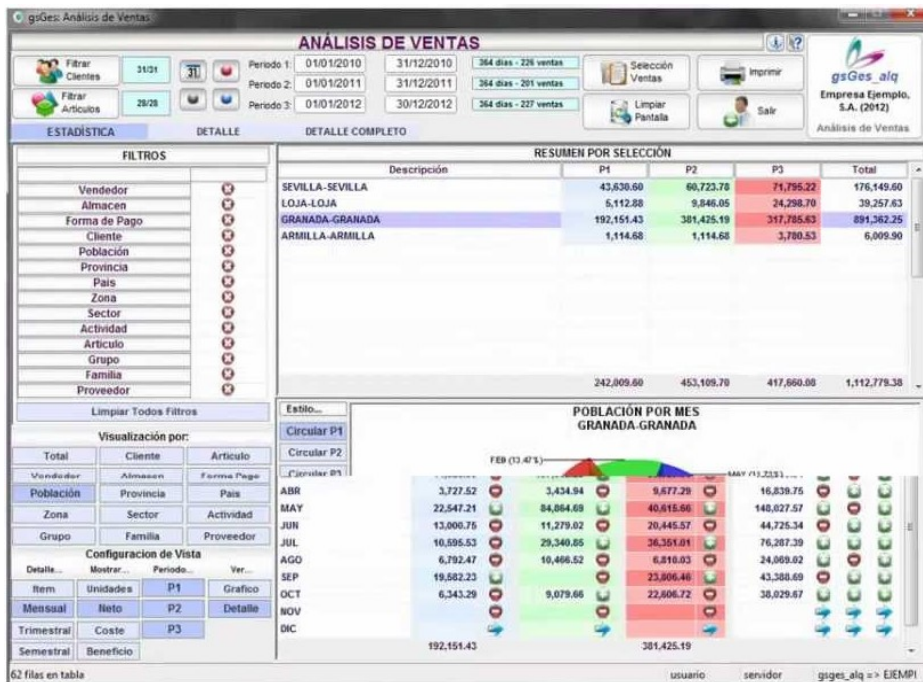 gsGes: Análisis de Ventas
ANÁLISIS DE VENTAS
Filtrar Clientes 31/31 31 Periodo 1: 01/01/2010 31/12/2010 364 dias - 226 ventas Selección Ventas Imprimir
Periodo 2: 01/01/2011 31/12/2011 364 dias - 201 ventas
Filtrar Articulos 28/28 Periodo 3: 01/01/2012 30/12/2012 364 dias - 227 ventas Limpiar Pantalla Salir
gsGes_alq
Empresa Ejemplo, S.A. (2012)
Análisis de Ventas
ESTADÍSTICA DETALLE DETALLE COMPLETO
FILTROS
Vendedor
Almacen
Forma de Pago
Cliente
Población
Provincia
Pais
Zona
Sector
Actividad
Articulo
Grupo
Familia
Proveedor
Limpiar Todos Filtros
RESUMEN POR SELECCIÓN
Descripción P1 P2 P3 Total
SEVILLA-SEVILLA 43,630.60 60,723.78 71,795.22 176,149.60
LOJA-LOJA 5,112.88 9,846.05 24,298.70 39,257.63
GRANADA-GRANADA 192,151.43 381,425.19 317,785.63 891,362.25
ARMILLA-ARMILLA 1,114.68 1,114.68 3,780.53 6,009.90
242,009.60 453,109.70 417,660.08 1,112,779.38
Visualización por:
Total Cliente Articulo
Vendedor Almacen Forma Pago
Población Provincia Pais
Zona Sector Actividad
Grupo Familia Proveedor
Configuracion de Vista
Detalle... Mostrar... Periodo... Ver...
Item Unidades P1 Grafico
Mensual Neto P2 Detalle
Trimestral Coste P3
Semestral Beneficio
Estilo...
Circular P1
Circular P2
Circular P3
POBLACIÓN POR MES
GRANADA-GRANADA
FEB (13.47%)
ABR 3,727.52 3,434.94 9,677.29 16,839.75
MAY 22,547.21 84,864.69 40,615.66 148,027.57
JUN 13,000.75 11,279.02 20,445.57 44,725.34
JUL 10,595.53 29,340.85 36,351.01 76,287.39
AGO 6,792.47 10,466.52 6,810.03 24,069.02
SEP 19,582.23 23,806.46 43,388.69
OCT 6,343.29 9,079.66 22,606.72 38,029.67
NOV
DIC
192,151.43 381,425.19
62 filas en tabla usuario servidor gsges_alq => EJEMPL